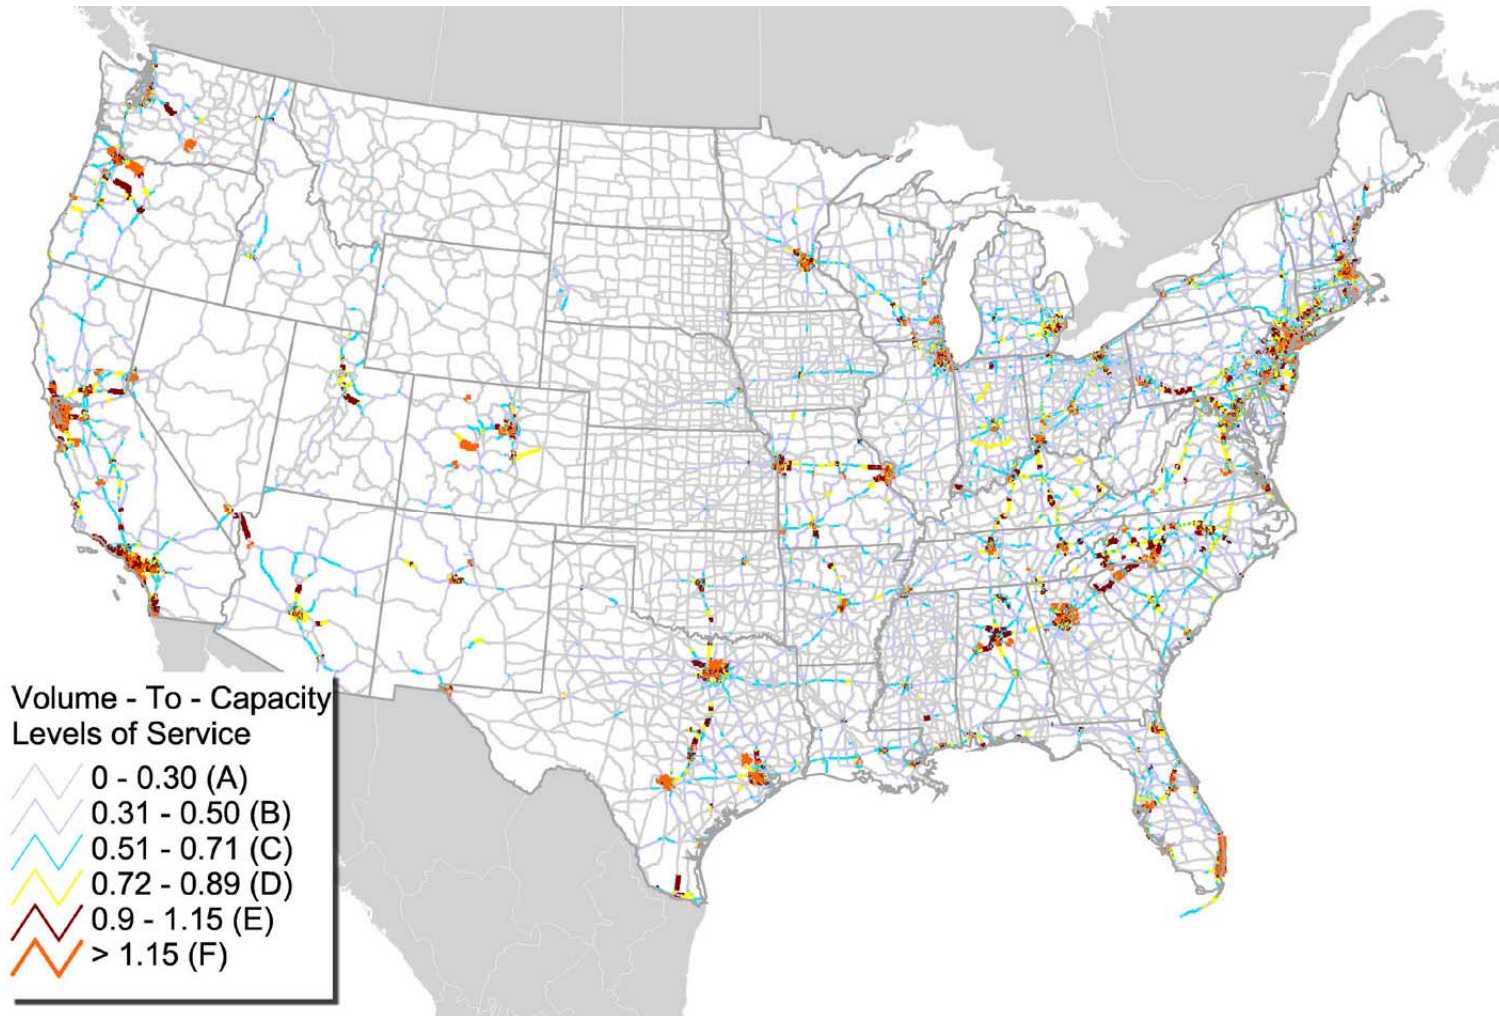 Volume - To - Capacity
Levels of Service
0 - 0.30 (A)
0.31 - 0.50 (B)
0.51 - 0.71 (C)
0.72 - 0.89 (D)
0.9 - 1.15 (E)
> 1.15 (F)